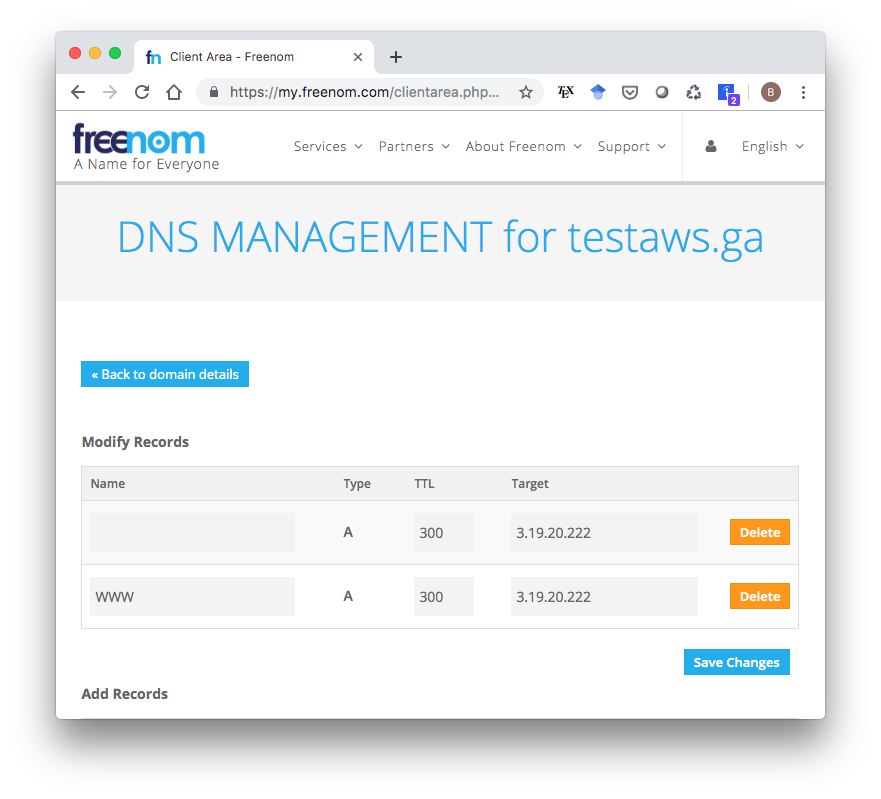 fn Client Area - Freenom
https://my.freenom.com/clientarea.php...
TEX
2
B
freenom
A Name for Everyone
Services Partners About Freenom Support English
DNS MANAGEMENT for testaws.ga
« Back to domain details
Modify Records
Name Type TTL Target
A 300 3.19.20.222 Delete
WWW A 300 3.19.20.222 Delete
Save Changes
Add Records